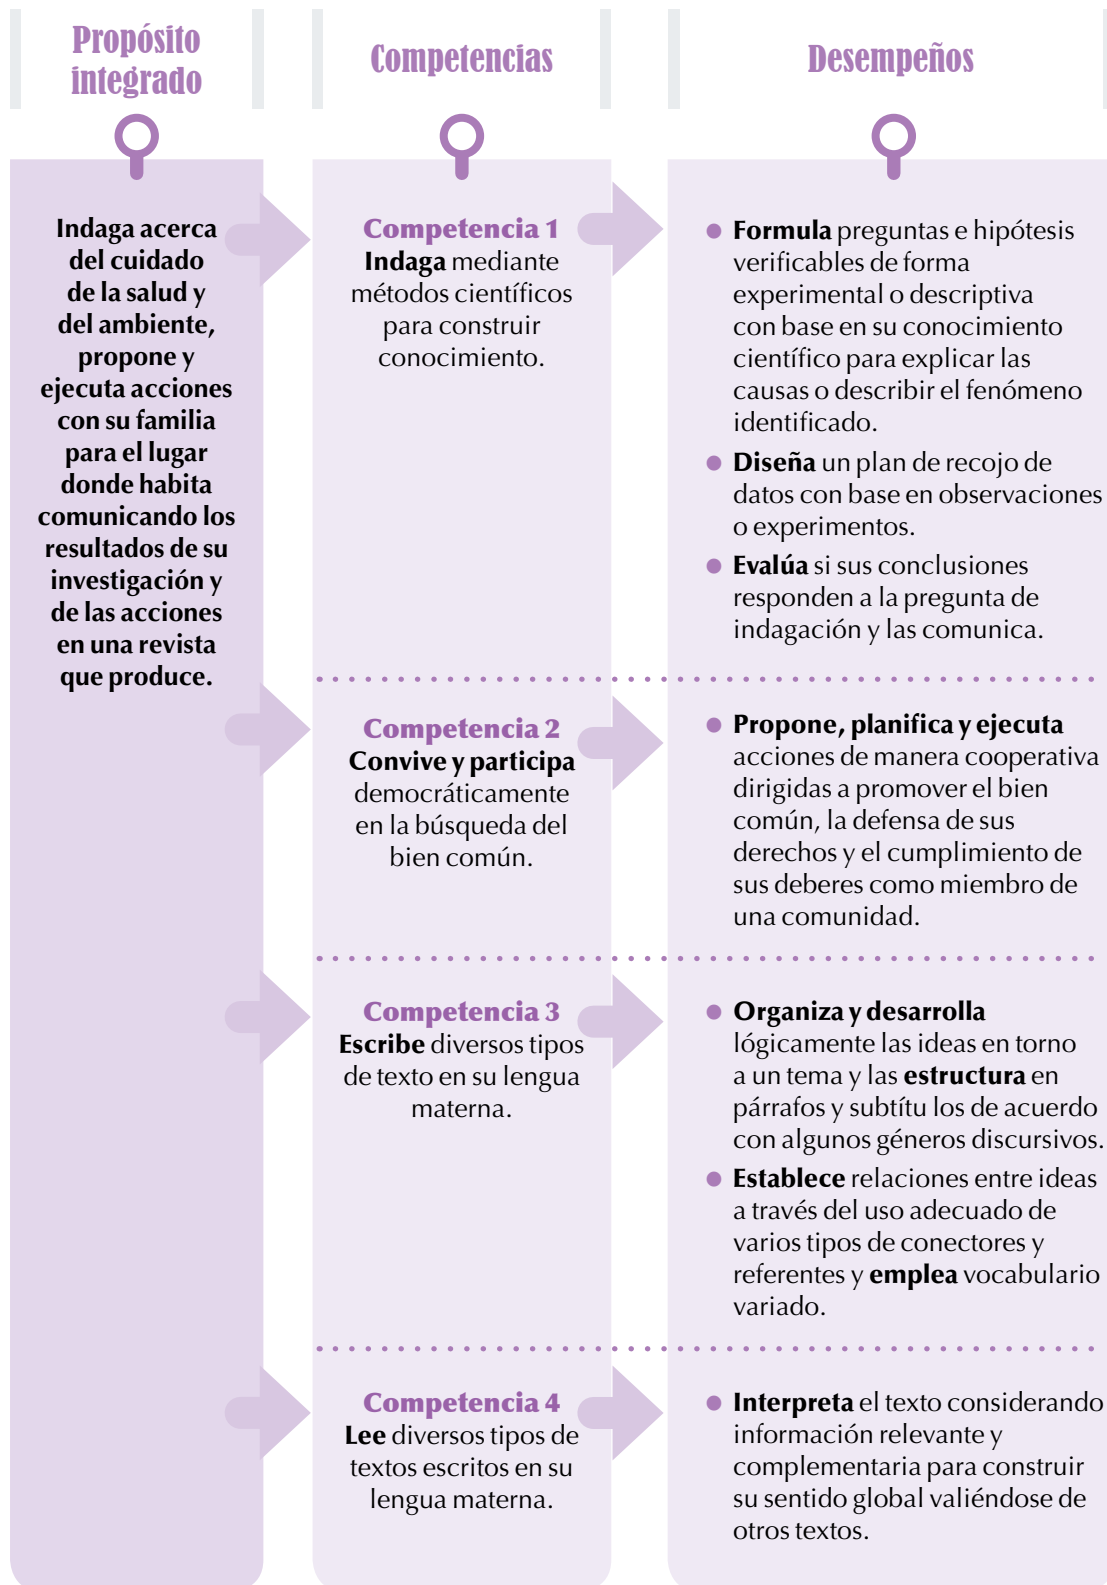 Propósito
integrado
Competencias
Desempeños
Indaga acerca
del cuidado
de la salud y
del ambiente,
propone y
ejecuta acciones
con su familia
para el lugar
donde habita
comunicando los
resultados de su
investigación y
de las acciones
en una revista
que produce.
Competencia 1
Indaga mediante
métodos científicos
para construir
conocimiento.
Formula preguntas e hipótesis
verificables de forma
experimental o descriptiva
con base en su conocimiento
científico para explicar las
causas o describir el fenómeno
identificado.
Diseña un plan de recojo de
datos con base en observaciones
o experimentos.
Evalúa si sus conclusiones
responden a la pregunta de
indagación y las comunica.
Competencia 2
Convive y participa
democráticamente
en la búsqueda del
bien común.
Propone, planifica y ejecuta
acciones de manera cooperativa
dirigidas a promover el bien
común, la defensa de sus
derechos y el cumplimiento de
sus deberes como miembro de
una comunidad.
Competencia 3
Escribe diversos tipos
de texto en su lengua
materna.
Organiza y desarrolla
lógicamente las ideas en torno
a un tema y las estructura en
párrafos y subtítu los de acuerdo
con algunos géneros discursivos.
Establece relaciones entre ideas
a través del uso adecuado de
varios tipos de conectores y
referentes y emplea vocabulario
variado.
Competencia 4
Lee diversos tipos de
textos escritos en su
lengua materna.
Interpreta el texto considerando
información relevante y
complementaria para construir
su sentido global valiéndose de
otros textos.